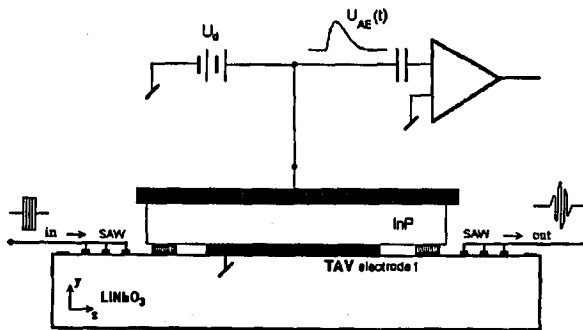 U_AE(t)
U_d
InP
in
SAW
SAW
out
TAV electrode 1
y
z
LiNbO3